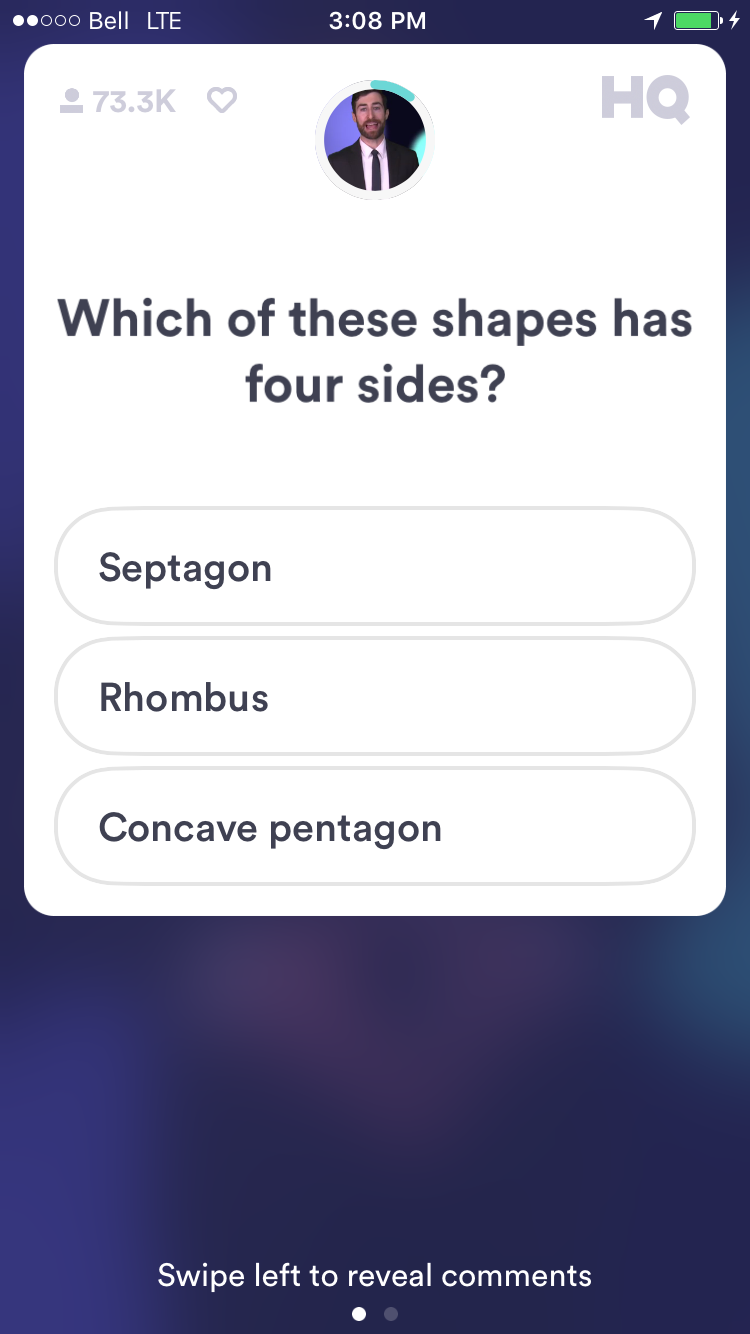 Bell LTE 3:08 PM
73.3K
HQ
Which of these shapes has
four sides?
Septagon
Rhombus
Concave pentagon
Swipe left to reveal comments